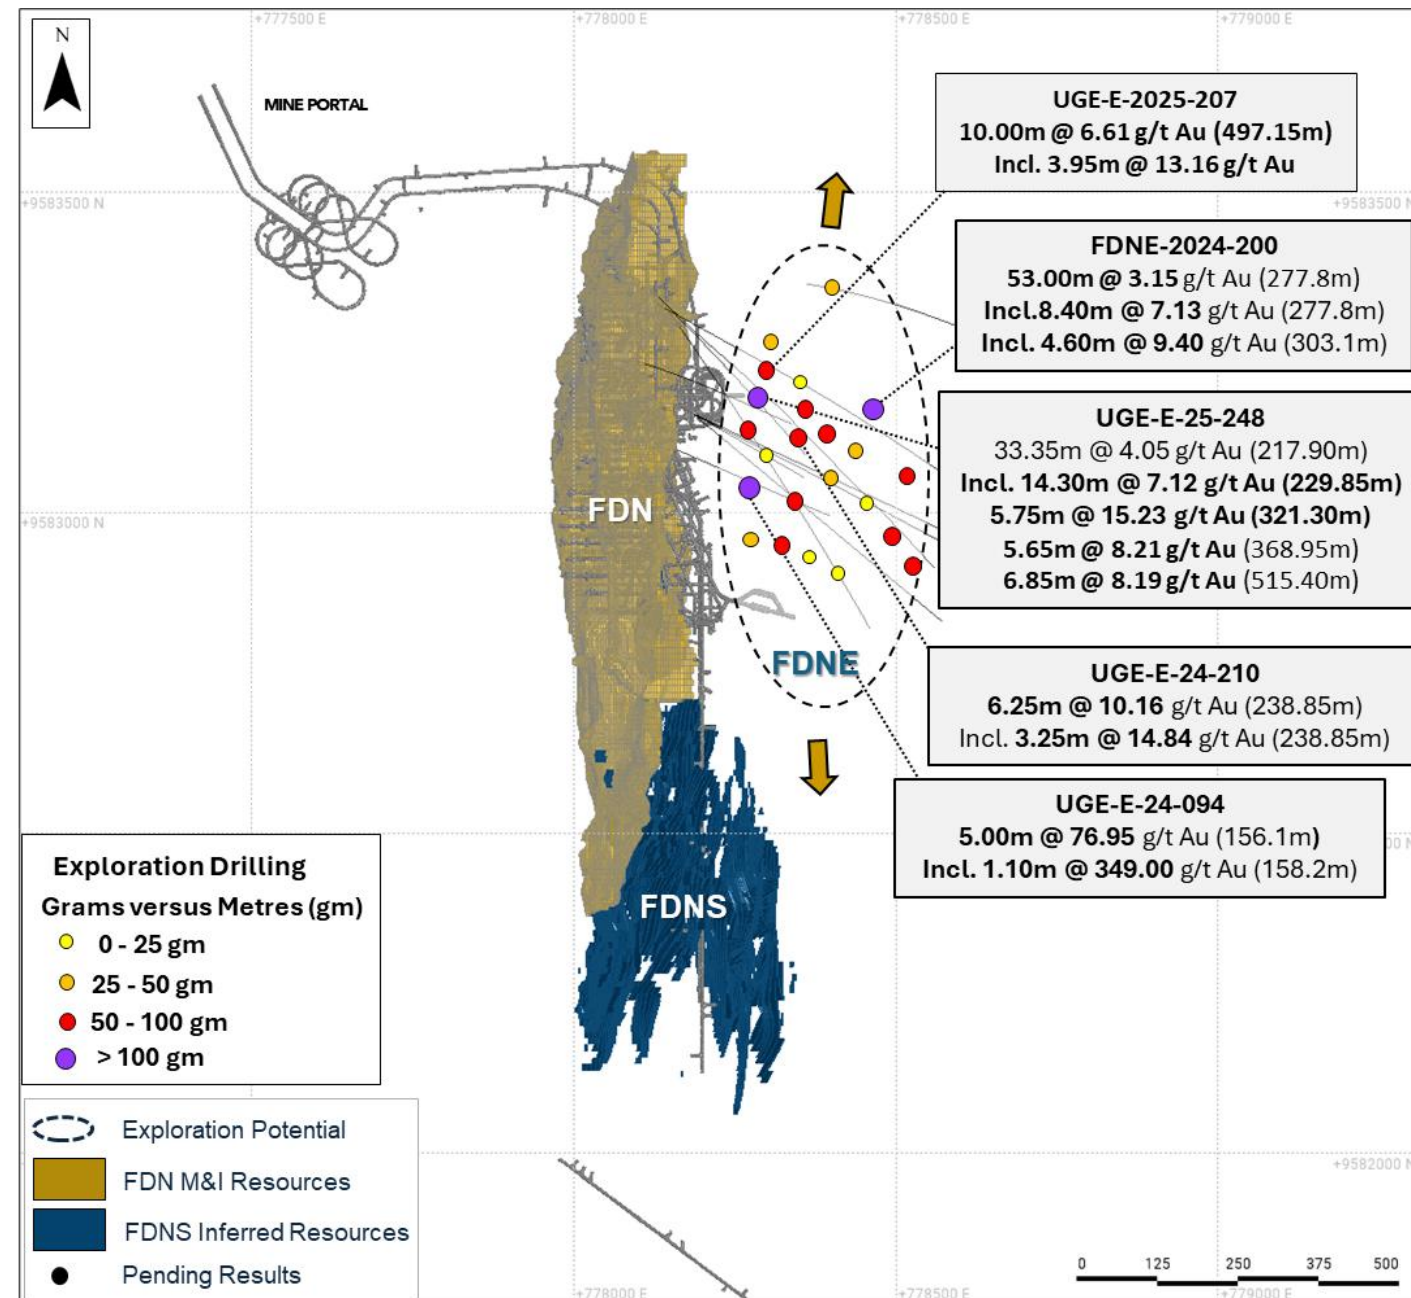 +777500 E
+778000 E
+778500 E
+779000 E
N
MINE PORTAL
UGE-E-2025-207
10.00m @ 6.61 g/t Au (497.15m)
Incl. 3.95m @ 13.16 g/t Au
+9583500 N
+9583500 N
FDNE-2024-200
53.00m @ 3.15 g/t Au (277.8m)
Incl.8.40m @ 7.13 g/t Au (277.8m)
Incl. 4.60m @ 9.40 g/t Au (303.1m)
UGE-E-25-248
33.35m @ 4.05 g/t Au (217.90m)
Incl. 14.30m @ 7.12 g/t Au (229.85m)
5.75m @ 15.23 g/t Au (321.30m)
5.65m @ 8.21 g/t Au (368.95m)
6.85m @ 8.19 g/t Au (515.40m)
FDN
+9583000 N
FDNE
UGE-E-24-210
6.25m @ 10.16 g/t Au (238.85m)
Incl. 3.25m @ 14.84 g/t Au (238.85m)
UGE-E-24-094
5.00m @ 76.95 g/t Au (156.1m)
Incl. 1.10m @ 349.00 g/t Au (158.2m)
FDNS
Exploration Drilling
Grams versus Metres (gm)
0 - 25 gm
25 - 50 gm
50 - 100 gm
> 100 gm
Exploration Potential
FDN M&I Resources
FDNS Inferred Resources
Pending Results
+9582000 N
0 125 250 375 500
+778000 E
+778500 E
+779000 E